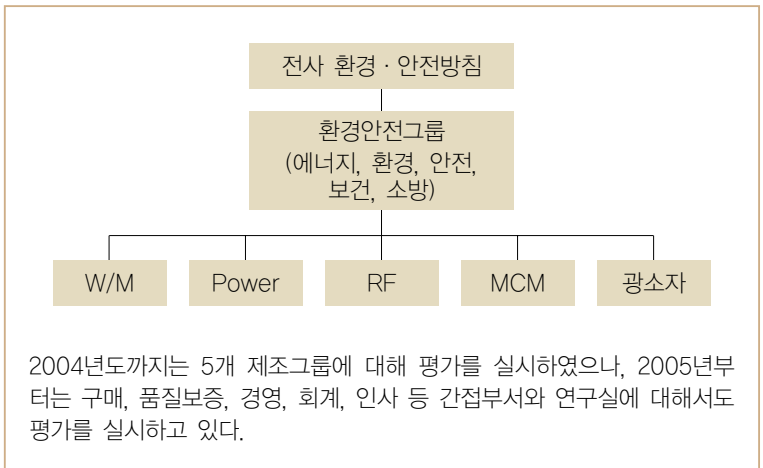 전사 환경 · 안전방침
환경안전그룹
(에너지, 환경, 안전,
보건, 소방)
W/M Power RF MCM 광소자
2004년도까지는 5개 제조그룹에 대해 평가를 실시하였으나, 2005년부
터는 구매, 품질보증, 경영, 회계, 인사 등 간접부서와 연구실에 대해서도
평가를 실시하고 있다.